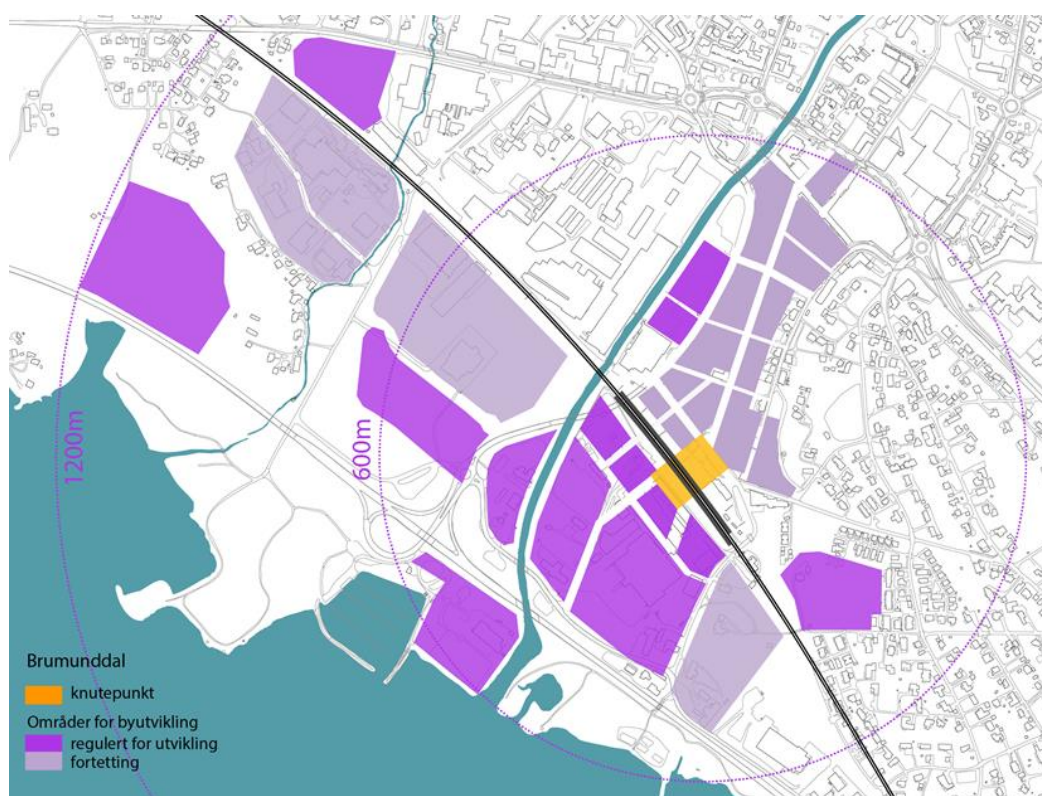 1200m
600m
Brumunddal
knutepunkt
Områder for byutvikling
regulert for utvikling
fortetting